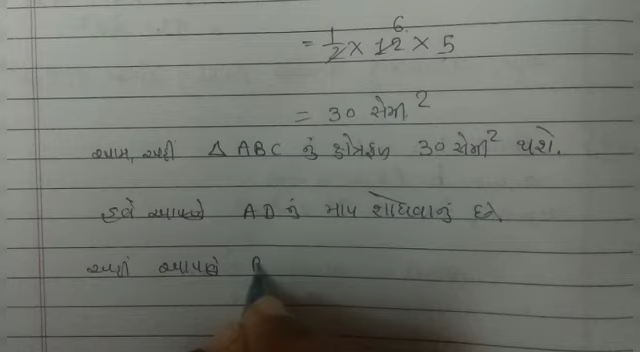 = 1/2 × 12 × 5
6
= 30 સેમી²
આમ, અહીં Δ ABC નું ક્ષેત્રફળ 30 સેમી² થશે.
હવે આપણે AD નું માપ શોધવાનું છે.
અહીં આપણે